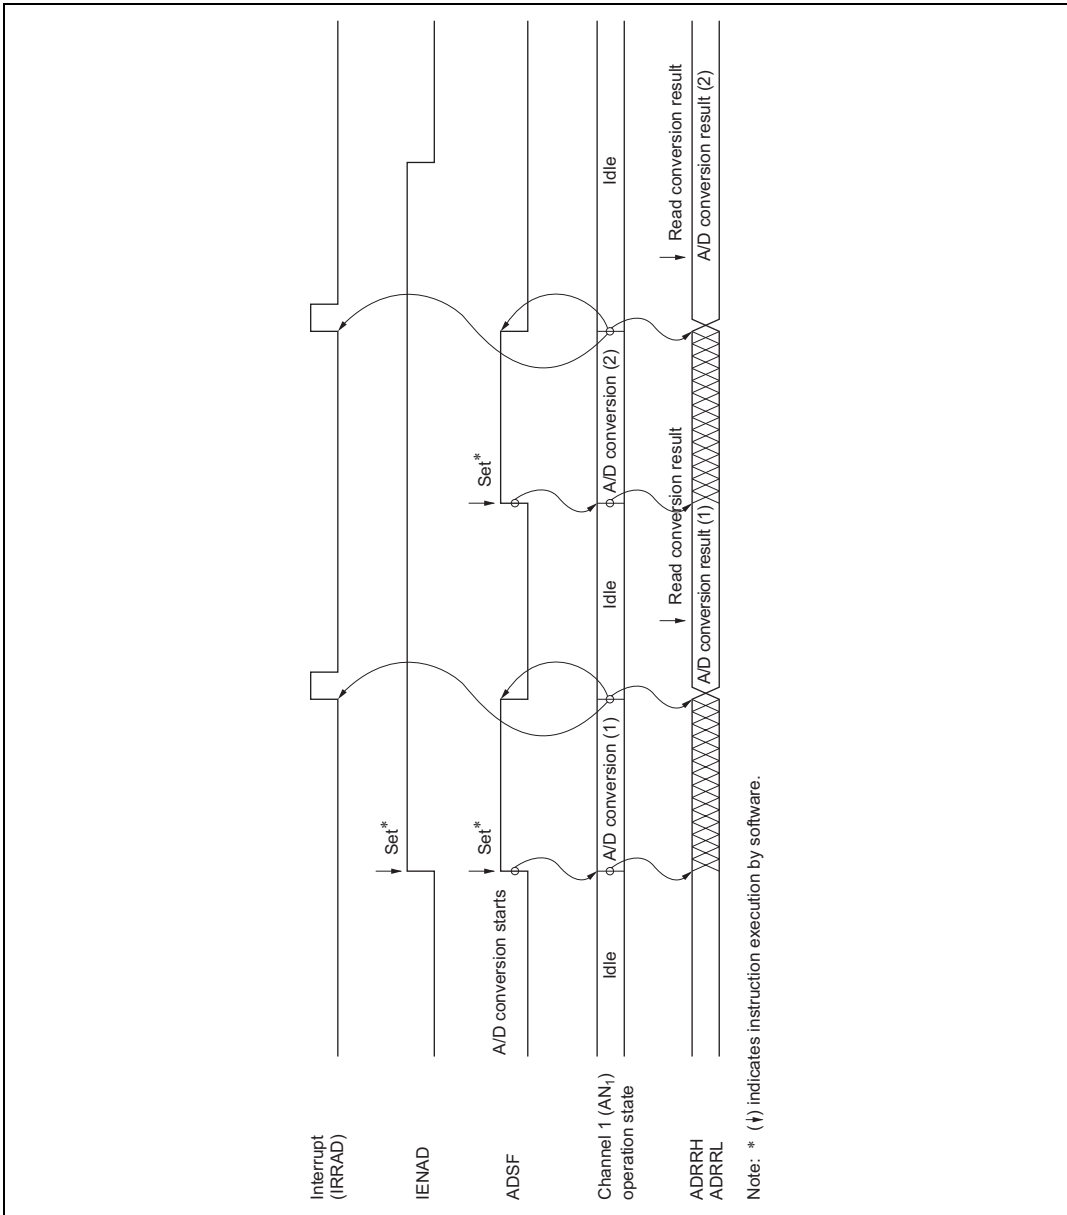 Interrupt
(IRRAD)
IENAD
Set*
ADSF
A/D conversion starts
Set*
Set*
Channel 1 (AN₁)
operation state
Idle
A/D conversion (1)
Idle
A/D conversion (2)
Idle
Read conversion result
Read conversion result
ADRRH
ADRRL
A/D conversion result (1)
A/D conversion result (2)
Note: * (↓) indicates instruction execution by software.